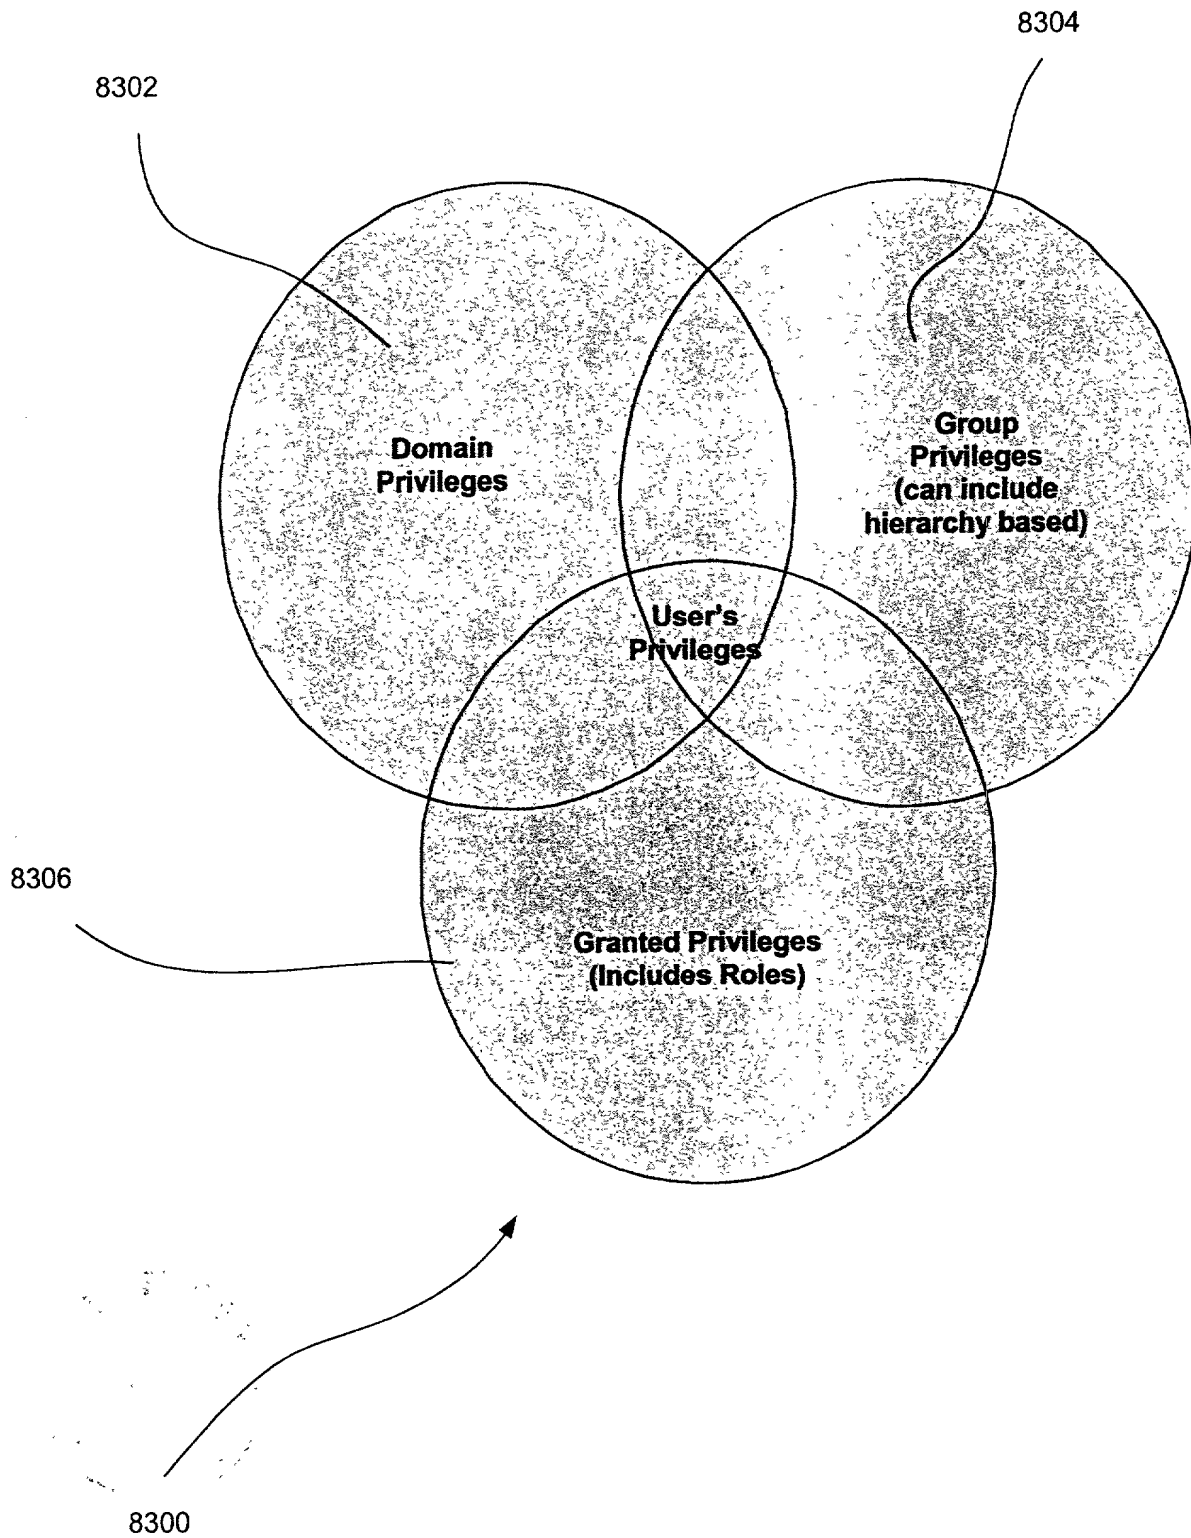 8304
8302
Domain
Privileges
Group
Privileges
(can include
hierarchy based)
User's
Privileges
8306
Granted Privileges
(Includes Roles)
8300